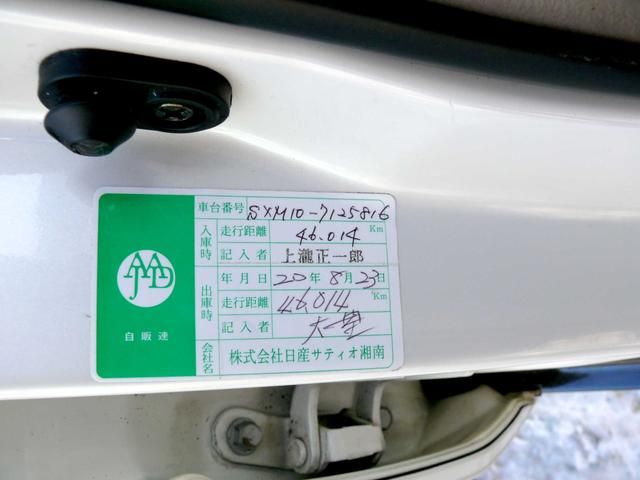 JAAD
自販連
車台番号 SXM10-7125816
入庫時
走行距離 46.014 Km
記入者 上瀧正一郎
出庫時
年月日 20年8月23日
走行距離 46.014 Km
記入者
会社名 株式会社日産サティオ湘南